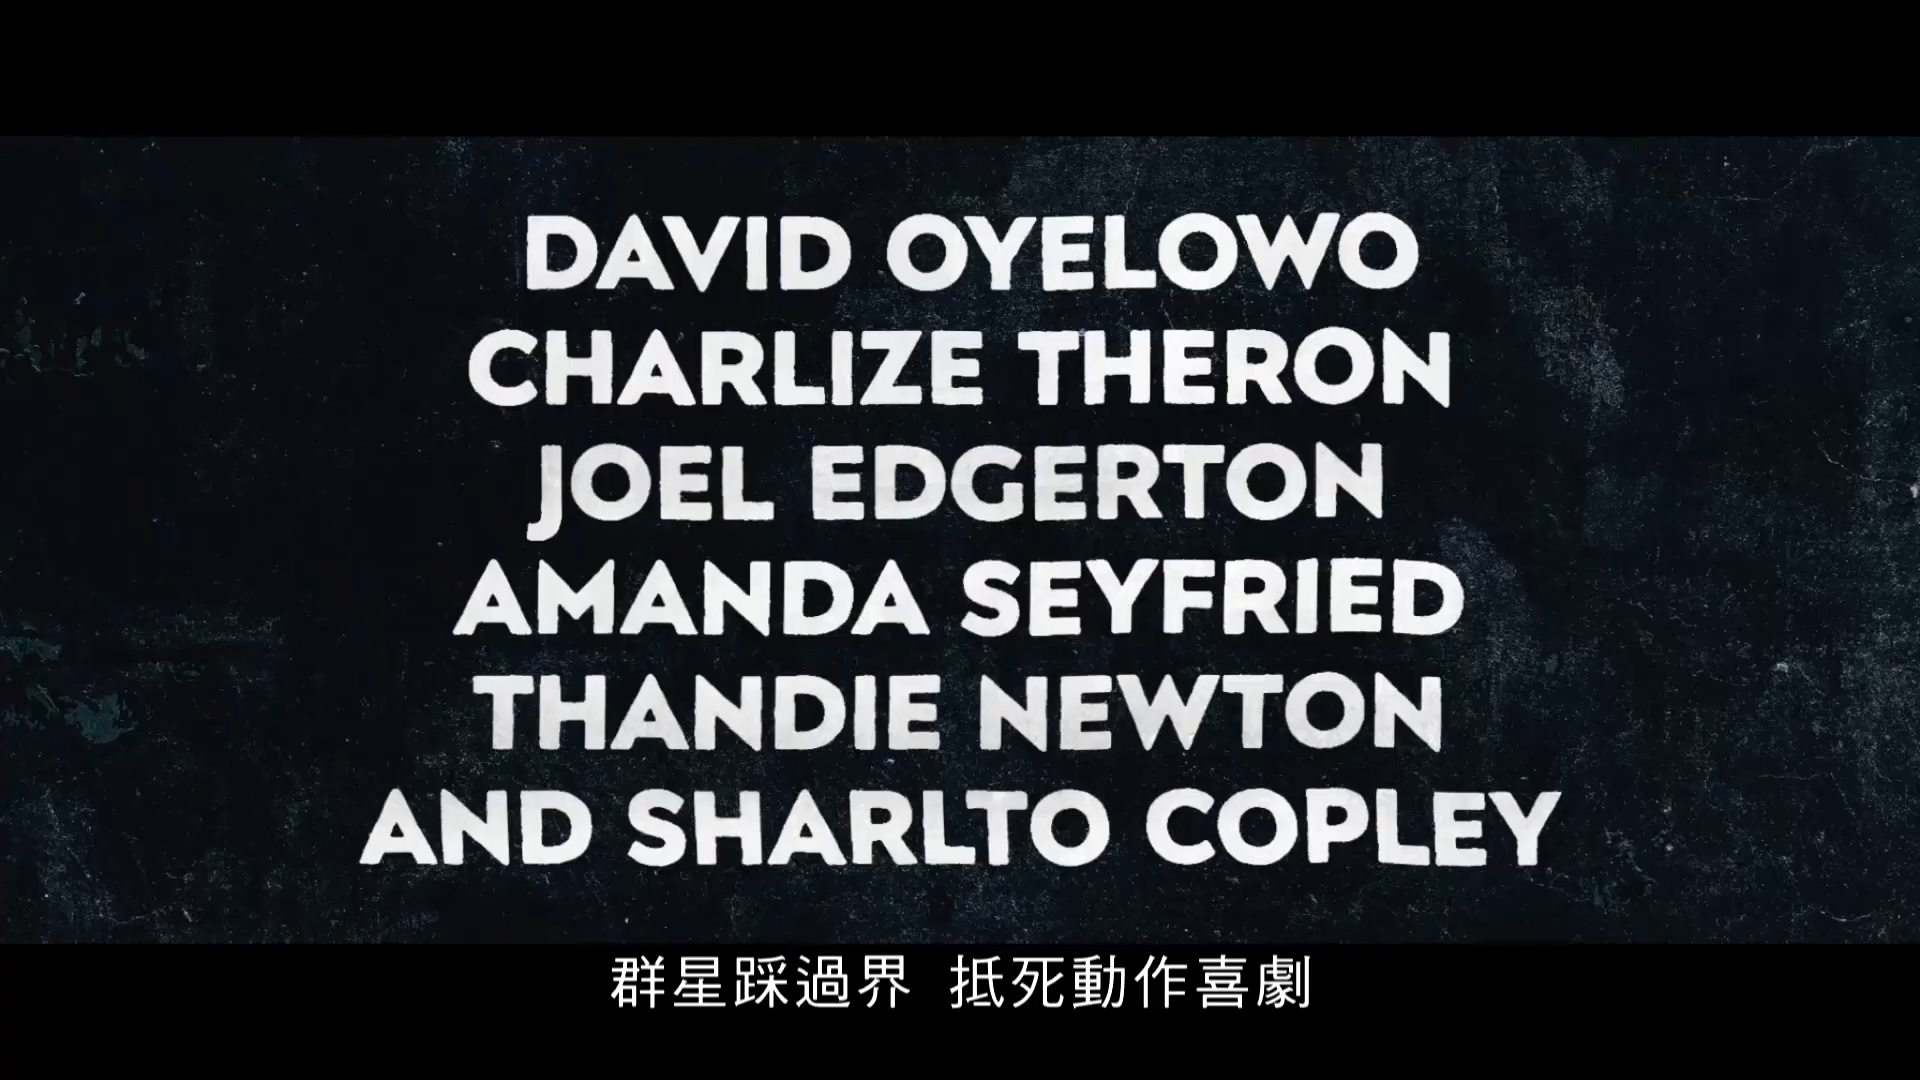 DAVID OYELOWO
CHARLIZE THERON
JOEL EDGERTON
AMANDA SEYFRIED
THANDIE NEWTON
AND SHARLTO COPLEY
群星踩過界 抵死動作喜劇